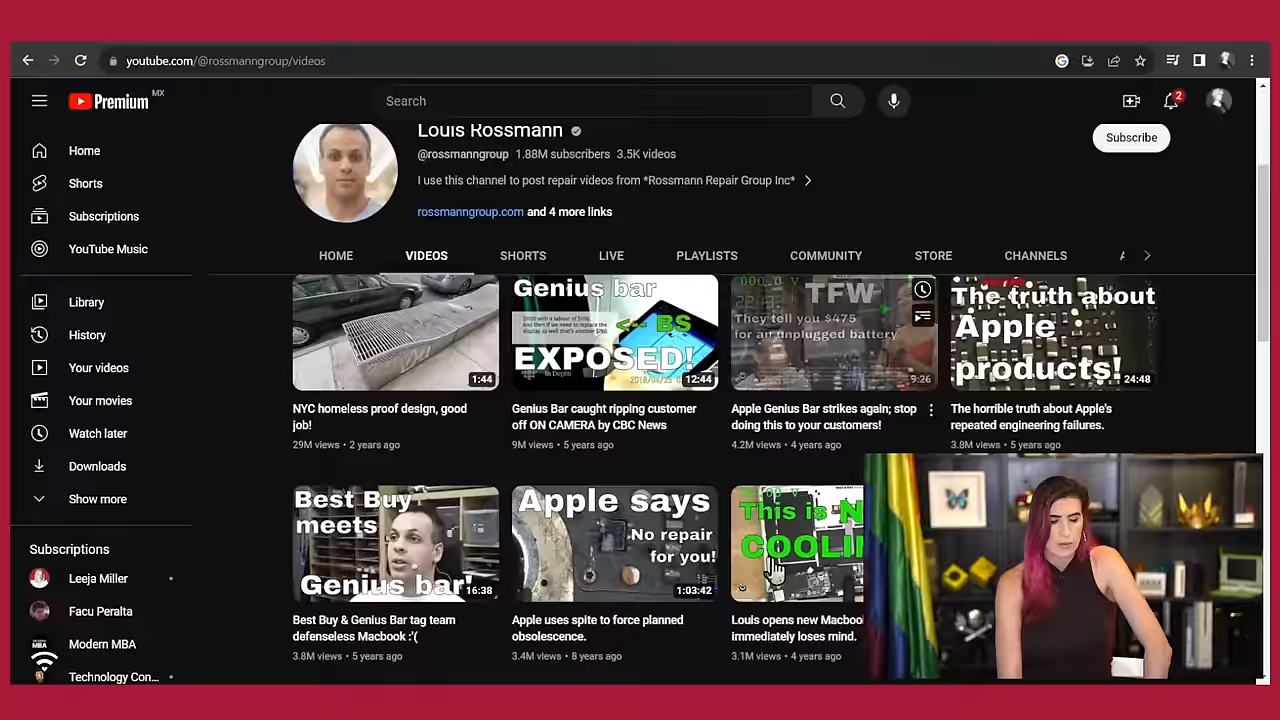 youtube.com/@rossmanngroup/videos
Premium MX
Search
2
Home
Shorts
Subscriptions
YouTube Music
Library
History
Your videos
Your movies
Watch later
Downloads
Show more
Subscriptions
Leeja Miller
Facu Peralta
MODERN MBA
Modern MBA
Technology Con...
Louis Rossmann
@rossmanngroup 1.88M subscribers 3.5K videos
I use this channel to post repair videos from *Rossmann Repair Group Inc*
rossmanngroup.com and 4 more links
Subscribe
HOME VIDEOS SHORTS LIVE PLAYLISTS COMMUNITY STORE CHANNELS
1:44
NYC homeless proof design, good
job!
29M views • 2 years ago
Genius bar
<-- BS
EXPOSED!
12:44
Genius Bar caught ripping customer
off ON CAMERA by CBC News
9M views • 5 years ago
TFW
They tell you $475
for an unplugged battery
9:26
Apple Genius Bar strikes again; stop
doing this to your customers!
4.2M views • 4 years ago
The truth about
Apple
products!
24:48
The horrible truth about Apple's
repeated engineering failures.
3.8M views • 5 years ago
Best Buy
meets
Genius bar!
16:38
Best Buy & Genius Bar tag team
defenseless Macbook :'(
3.8M views • 5 years ago
Apple says
No repair
for you!
1:03:42
Apple uses spite to force planned
obsolescence.
3.4M views • 8 years ago
This is N
COOLI
Louis opens new Macboo
immediately loses mind.
3.1M views • 4 years ago